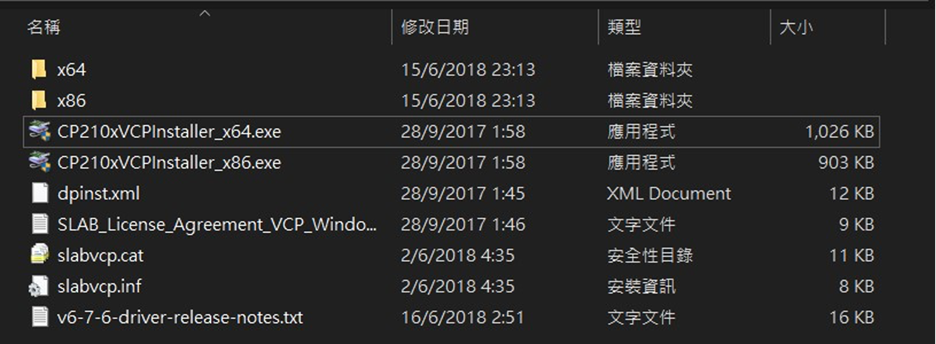 名稱 修改日期 類型 大小
x64 15/6/2018 23:13 檔案資料夾
x86 15/6/2018 23:13 檔案資料夾
CP210xVCPInstaller_x64.exe 28/9/2017 1:58 應用程式 1,026 KB
CP210xVCPInstaller_x86.exe 28/9/2017 1:58 應用程式 903 KB
dpinst.xml 28/9/2017 1:45 XML Document 12 KB
SLAB_License_Agreement_VCP_Windo... 28/9/2017 1:46 文字文件 9 KB
slabvcp.cat 2/6/2018 4:35 安全性目錄 11 KB
slabvcp.inf 2/6/2018 4:35 安裝資訊 8 KB
v6-7-6-driver-release-notes.txt 16/6/2018 2:51 文字文件 16 KB